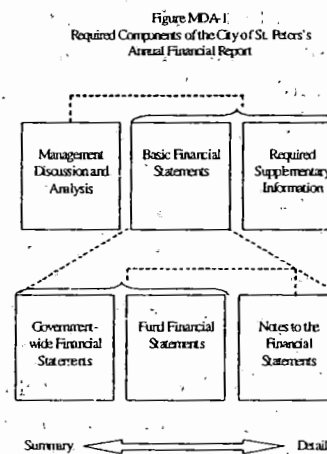 Figure MDA-1
Required Components of the City of St. Peters's
Annual Financial Report
Management
Discussion and
Analysis
Basic Financial
Statements
Required
Supplementary
Information
Government-
wide Financial
Statements
Fund Financial
Statements
Notes to the
Financial
Statements
Summary
Detail